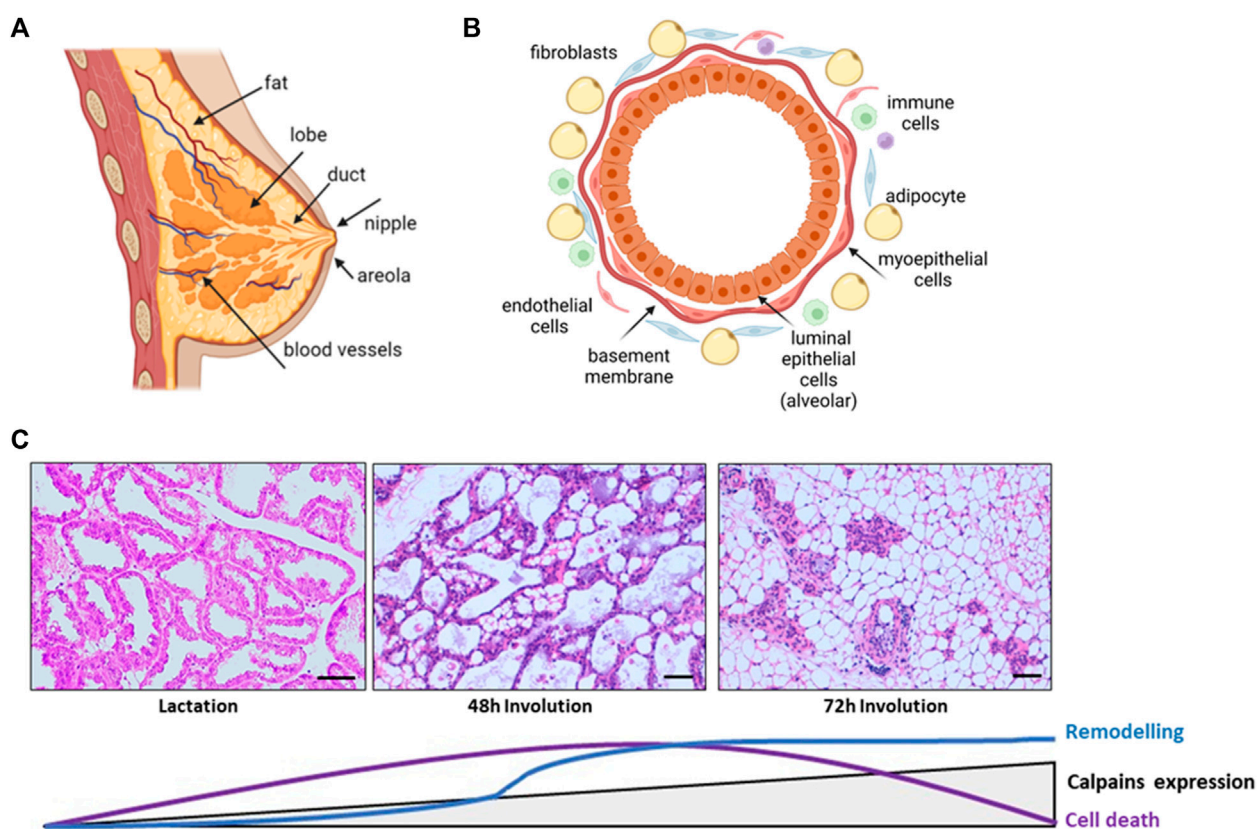 A
fat
lobe
duct
nipple
areola
blood vessels
B
fibroblasts
immune
cells
adipocyte
myoepithelial
cells
endothelial
cells
basement
membrane
luminal
epithelial
cells
(alveolar)
C
Lactation
48h Involution
72h Involution
Remodelling
Calpains expression
Cell death